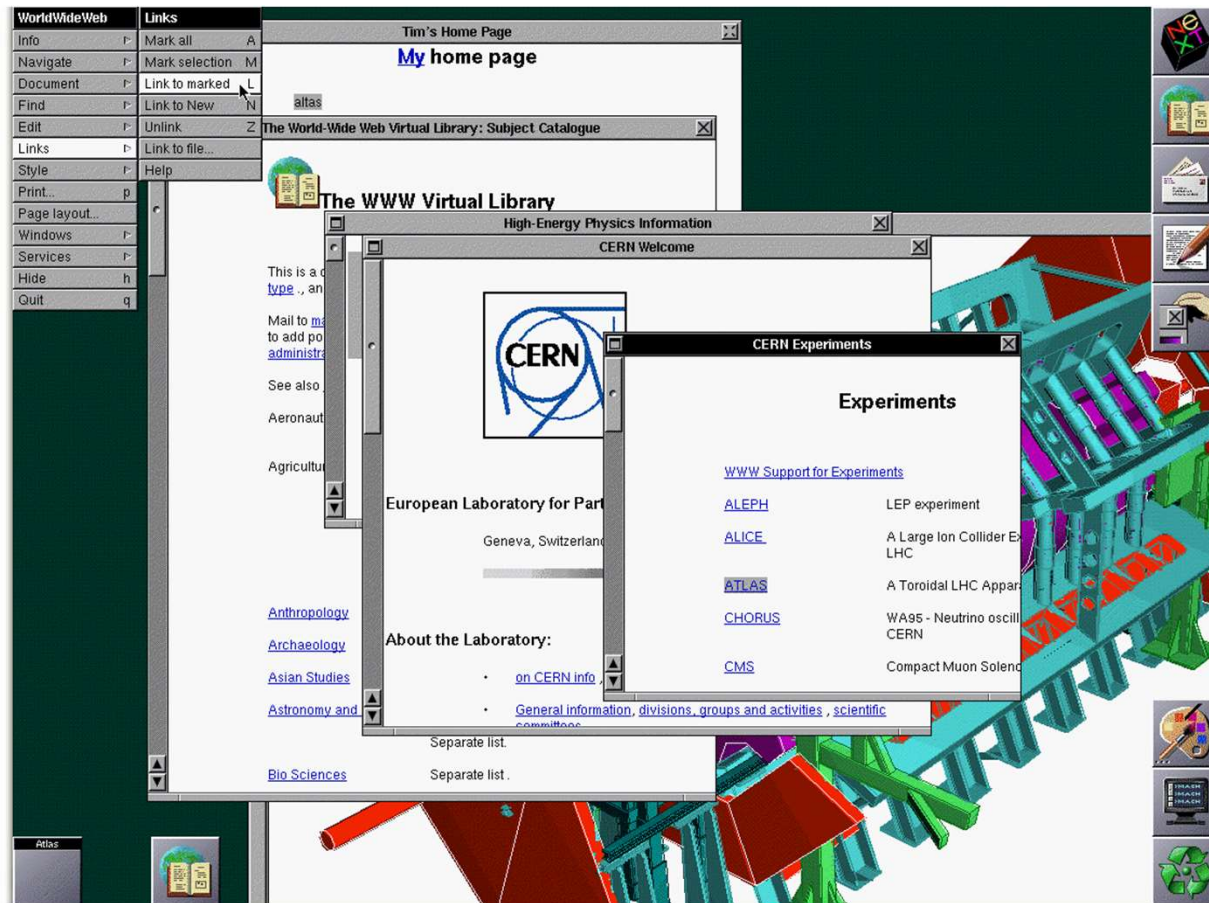 WorldWideWeb
Info
Navigate
Document
Find
Edit
Links
Style
Print... p
Page layout...
Windows
Services
Hide h
Quit q
Links
Mark all A
Mark selection M
Link to marked L
Link to New N
Unlink Z
Link to file...
Help
Tim's Home Page
My home page
altas
The World-Wide Web Virtual Library: Subject Catalogue
The WWW Virtual Library
This is a
type ., an
Mail to
to add po
administra
See also
Aeronaut
Agricultu
Anthropology
Archaeology
Asian Studies
Astronomy and
Separate list.
Bio Sciences Separate list .
High-Energy Physics Information
CERN Welcome
CERN
European Laboratory for Part
Geneva, Switzerland
About the Laboratory:
• on CERN info ,
• General information, divisions, groups and activities , scientific
committees
CERN Experiments
Experiments
WWW Support for Experiments
ALEPH LEP experiment
ALICE A Large Ion Collider Ex
LHC
ATLAS A Toroidal LHC Appara
CHORUS WA95 - Neutrino oscill
CERN
CMS Compact Muon Soleno
NeXT
Atlas